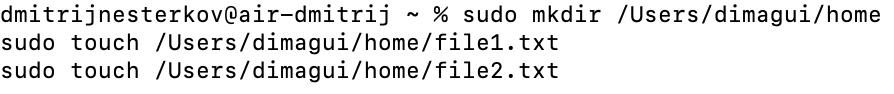 dmitrijnesterkov@air-dmitrij ~ % sudo mkdir /Users/dimagui/home
sudo touch /Users/dimagui/home/file1.txt
sudo touch /Users/dimagui/home/file2.txt